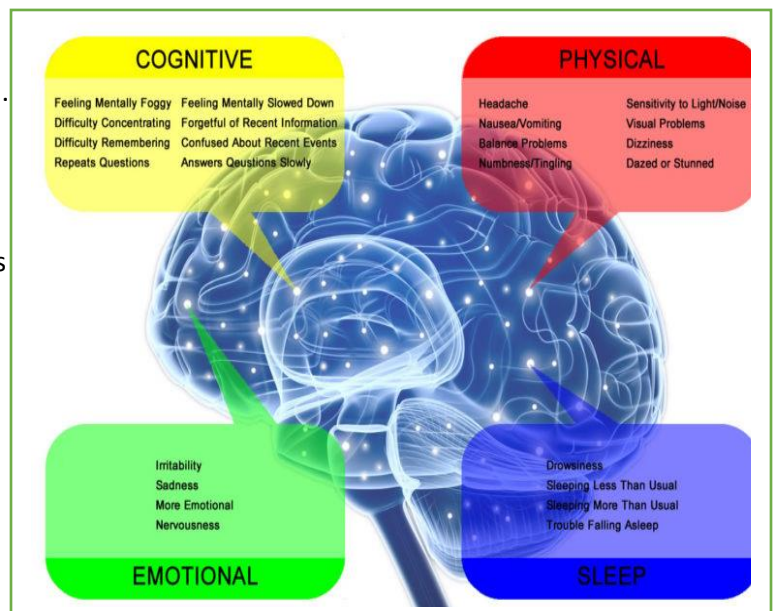 .
s
COGNITIVE
Feeling Mentally Foggy Feeling Mentally Slowed Down
Difficulty Concentrating Forgetful of Recent Information
Difficulty Remembering Confused About Recent Events
Repeats Questions Answers Qeustions Slowly
PHYSICAL
Headache Sensitivity to Light/Noise
Nausea/Vomiting Visual Problems
Balance Problems Dizziness
Numbness/Tingling Dazed or Stunned
Irritability
Sadness
More Emotional
Nervousness
EMOTIONAL
Drowsiness
Sleeping Less Than Usual
Sleeping More Than Usual
Trouble Falling Asleep
SLEEP